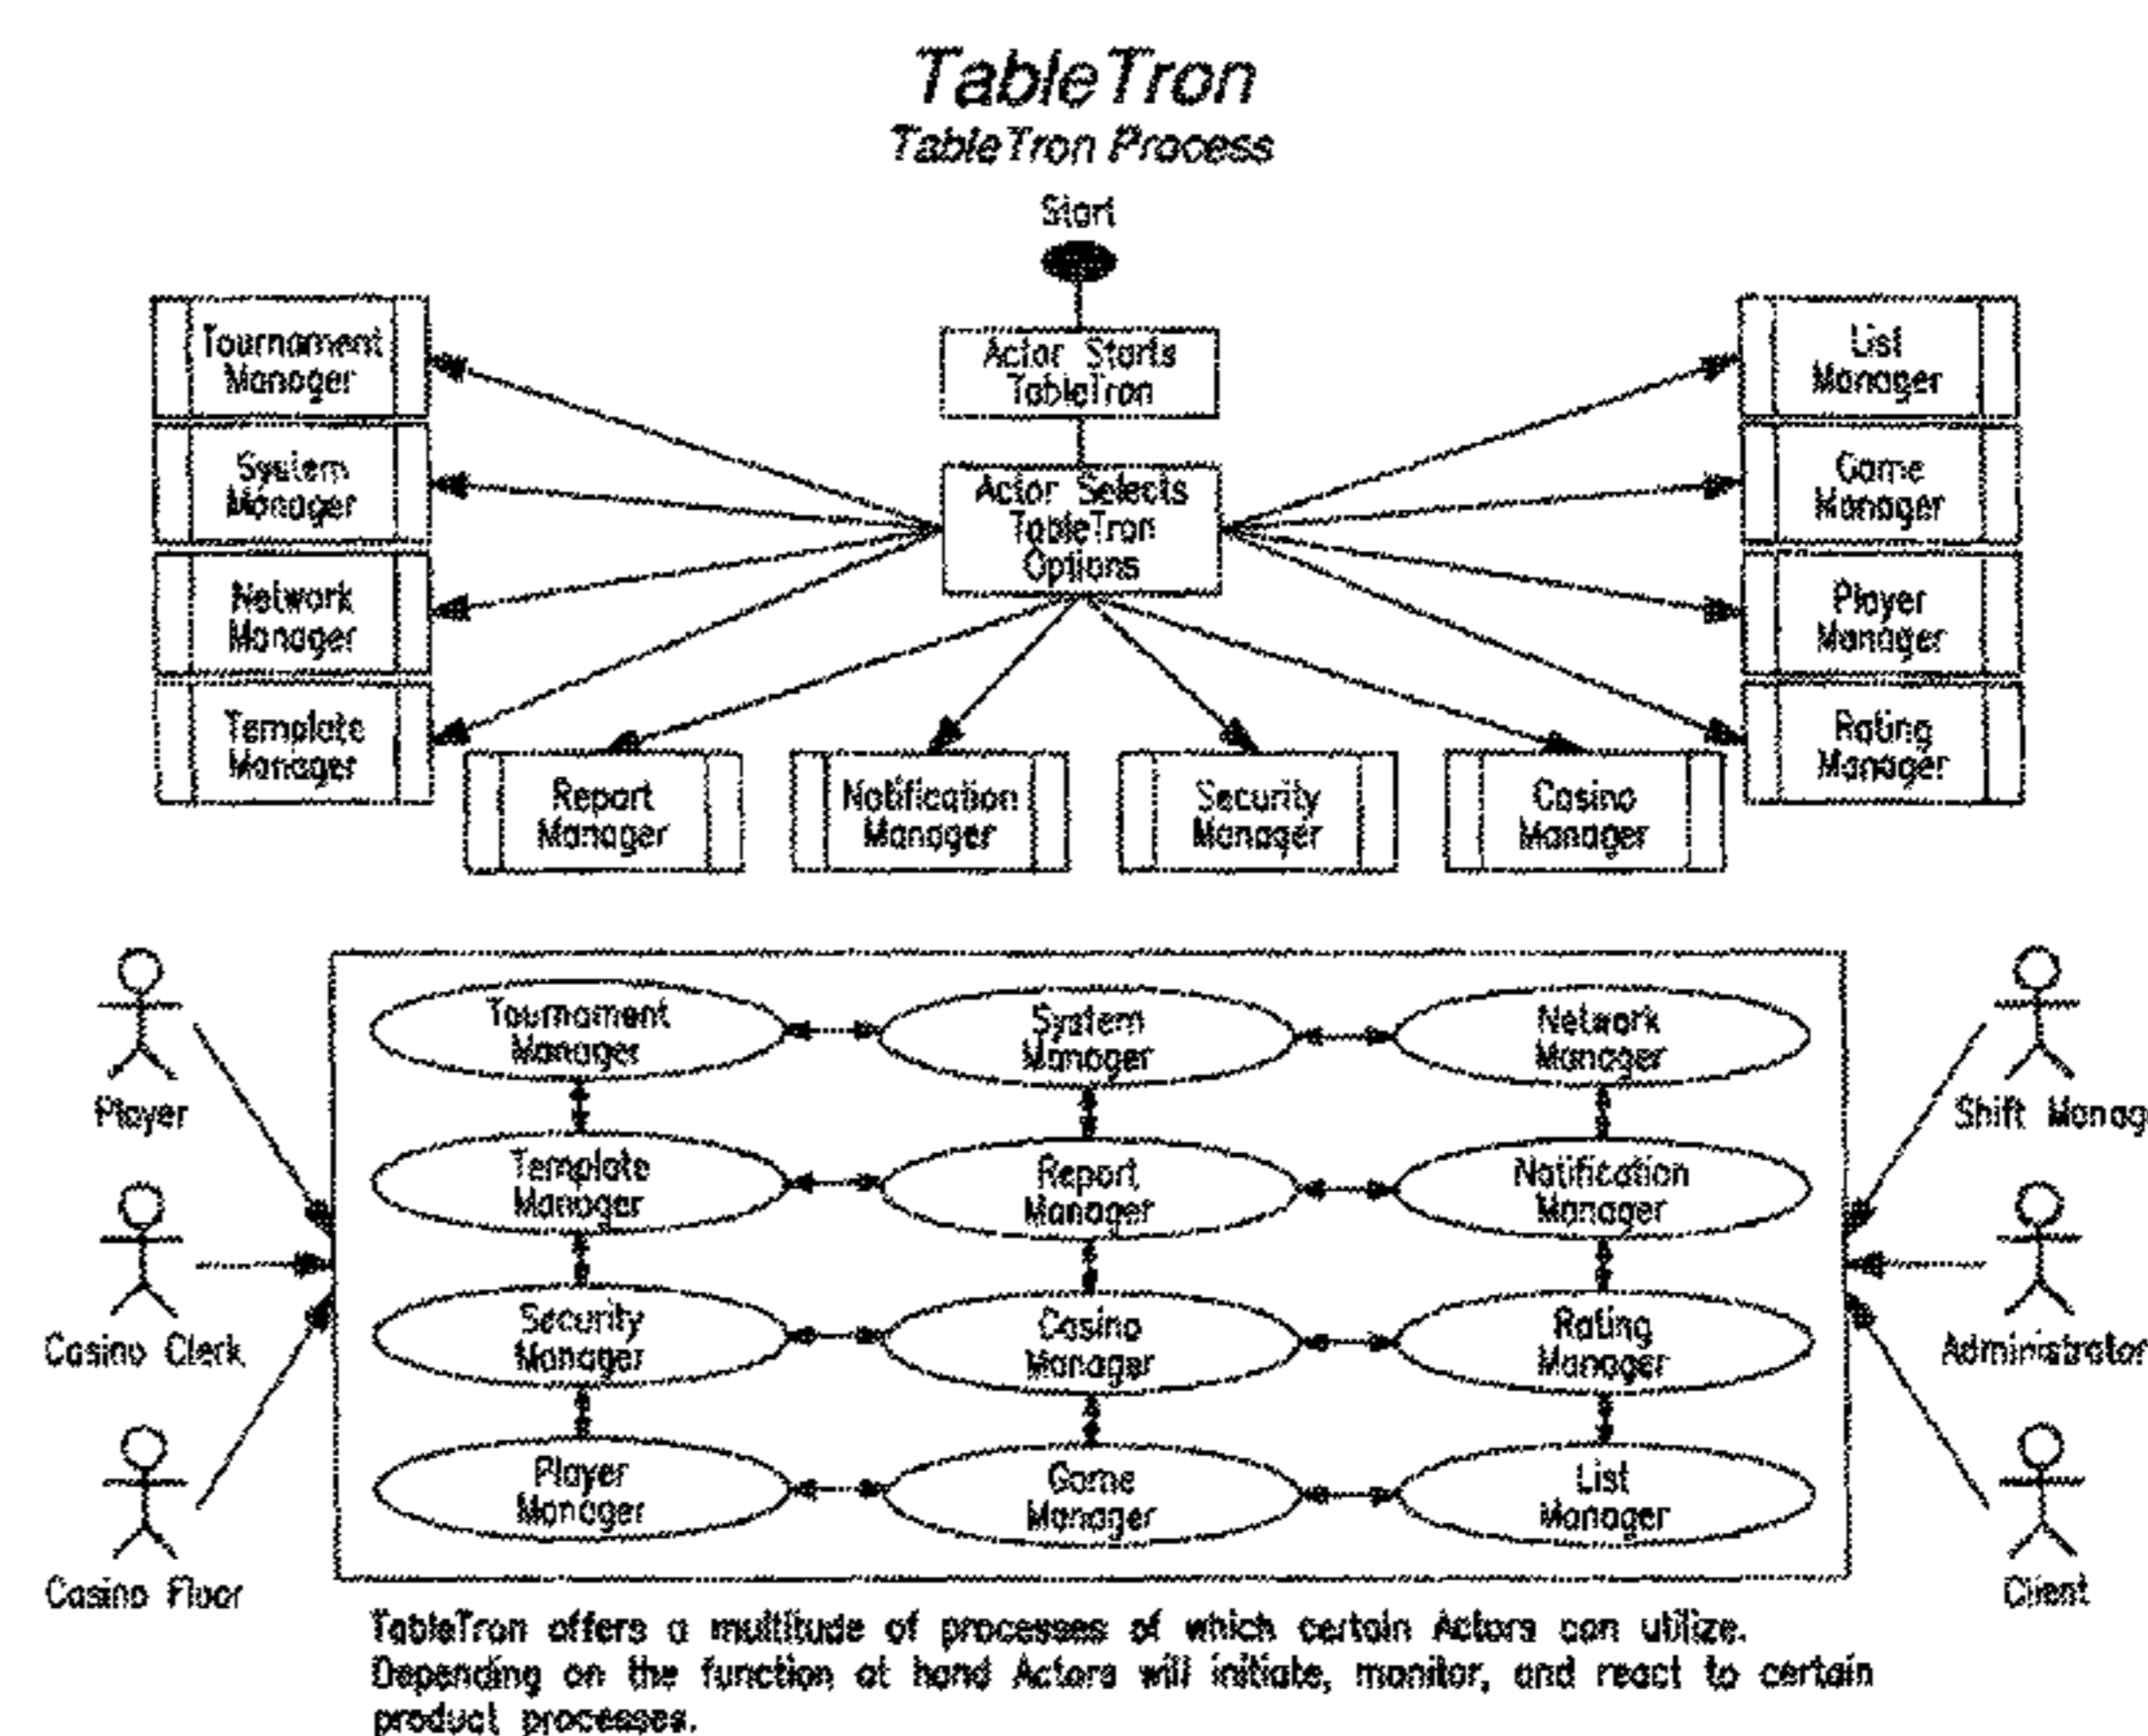 TableTron
TableTron Process
Start
Actor Starts
TableTron
Actor Selects
TableTron
Options
Tournament
Manager
System
Manager
Network
Manager
Template
Manager
Report
Manager
Notification
Manager
Security
Manager
Casino
Manager
List
Manager
Game
Manager
Player
Manager
Rating
Manager
Player
Casino Clerk
Casino Floor
Tournament
Manager
System
Manager
Network
Manager
Template
Manager
Report
Manager
Notification
Manager
Security
Manager
Casino
Manager
Rating
Manager
Player
Manager
Game
Manager
List
Manager
Shift Manag
Administrator
Client
TableTron offers a multitude of processes of which certain Actors can utilize.
Depending on the function at hand Actors will initiate, monitor, and react to certain
product processes.